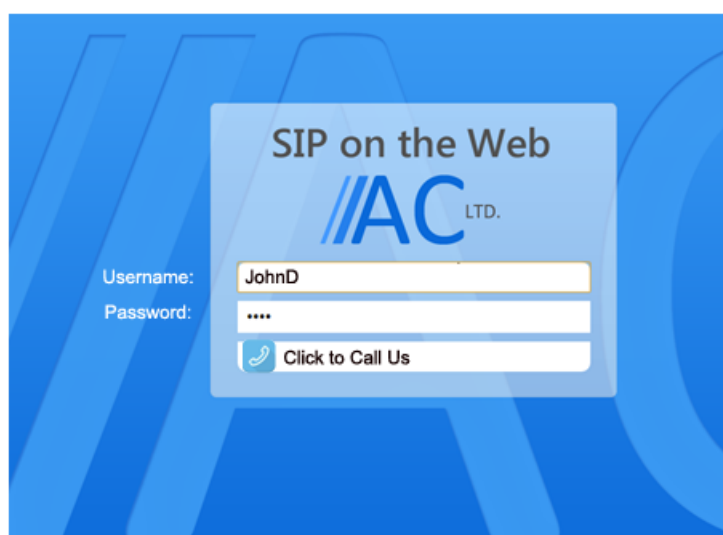 SIP on the Web
//AC LTD.
Username: JohnD
Password: ••••
Click to Call Us